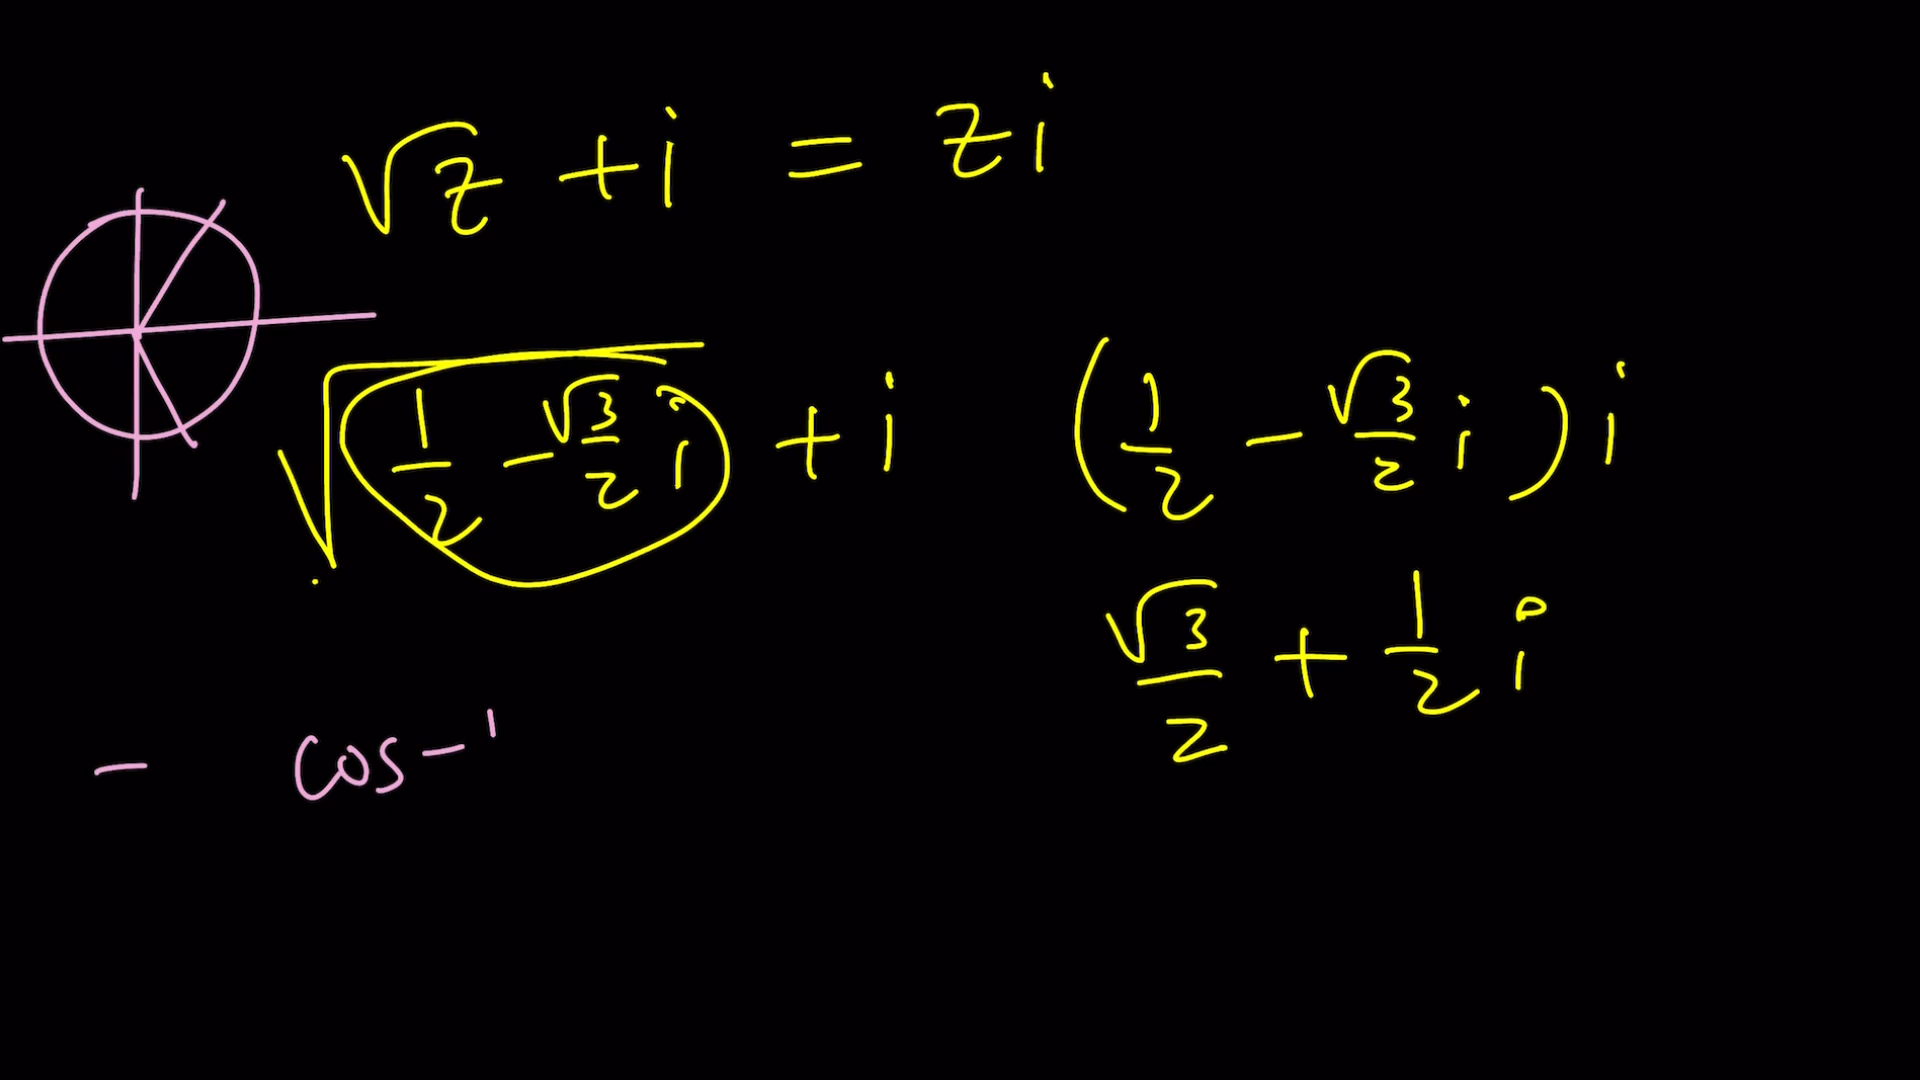 √z + i = zi
√(1/2 − √3/2 i) + i (1/2 − √3/2 i) i
√3/2 + 1/2 i
− cos−1